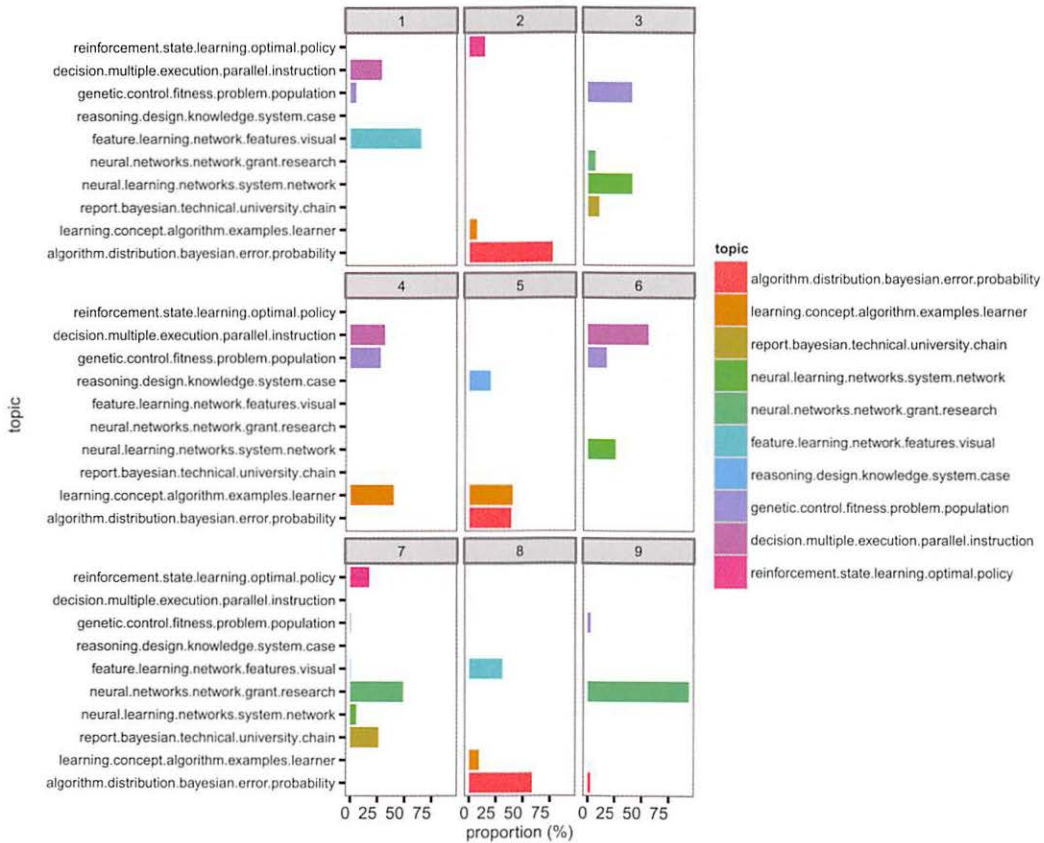 1 2 3
reinforcement.state.learning.optimal.policy
decision.multiple.execution.parallel.instruction
genetic.control.fitness.problem.population
reasoning.design.knowledge.system.case
feature.learning.network.features.visual
neural.networks.network.grant.research
neural.learning.networks.system.network
report.bayesian.technical.university.chain
learning.concept.algorithm.examples.learner
algorithm.distribution.bayesian.error.probability
4 5 6
reinforcement.state.learning.optimal.policy
decision.multiple.execution.parallel.instruction
genetic.control.fitness.problem.population
reasoning.design.knowledge.system.case
feature.learning.network.features.visual
neural.networks.network.grant.research
neural.learning.networks.system.network
report.bayesian.technical.university.chain
learning.concept.algorithm.examples.learner
algorithm.distribution.bayesian.error.probability
7 8 9
reinforcement.state.learning.optimal.policy
decision.multiple.execution.parallel.instruction
genetic.control.fitness.problem.population
reasoning.design.knowledge.system.case
feature.learning.network.features.visual
neural.networks.network.grant.research
neural.learning.networks.system.network
report.bayesian.technical.university.chain
learning.concept.algorithm.examples.learner
algorithm.distribution.bayesian.error.probability
0 25 50 75 0 25 50 75 0 25 50 75
proportion (%)
topic
topic
algorithm.distribution.bayesian.error.probability
learning.concept.algorithm.examples.learner
report.bayesian.technical.university.chain
neural.learning.networks.system.network
neural.networks.network.grant.research
feature.learning.network.features.visual
reasoning.design.knowledge.system.case
genetic.control.fitness.problem.population
decision.multiple.execution.parallel.instruction
reinforcement.state.learning.optimal.policy